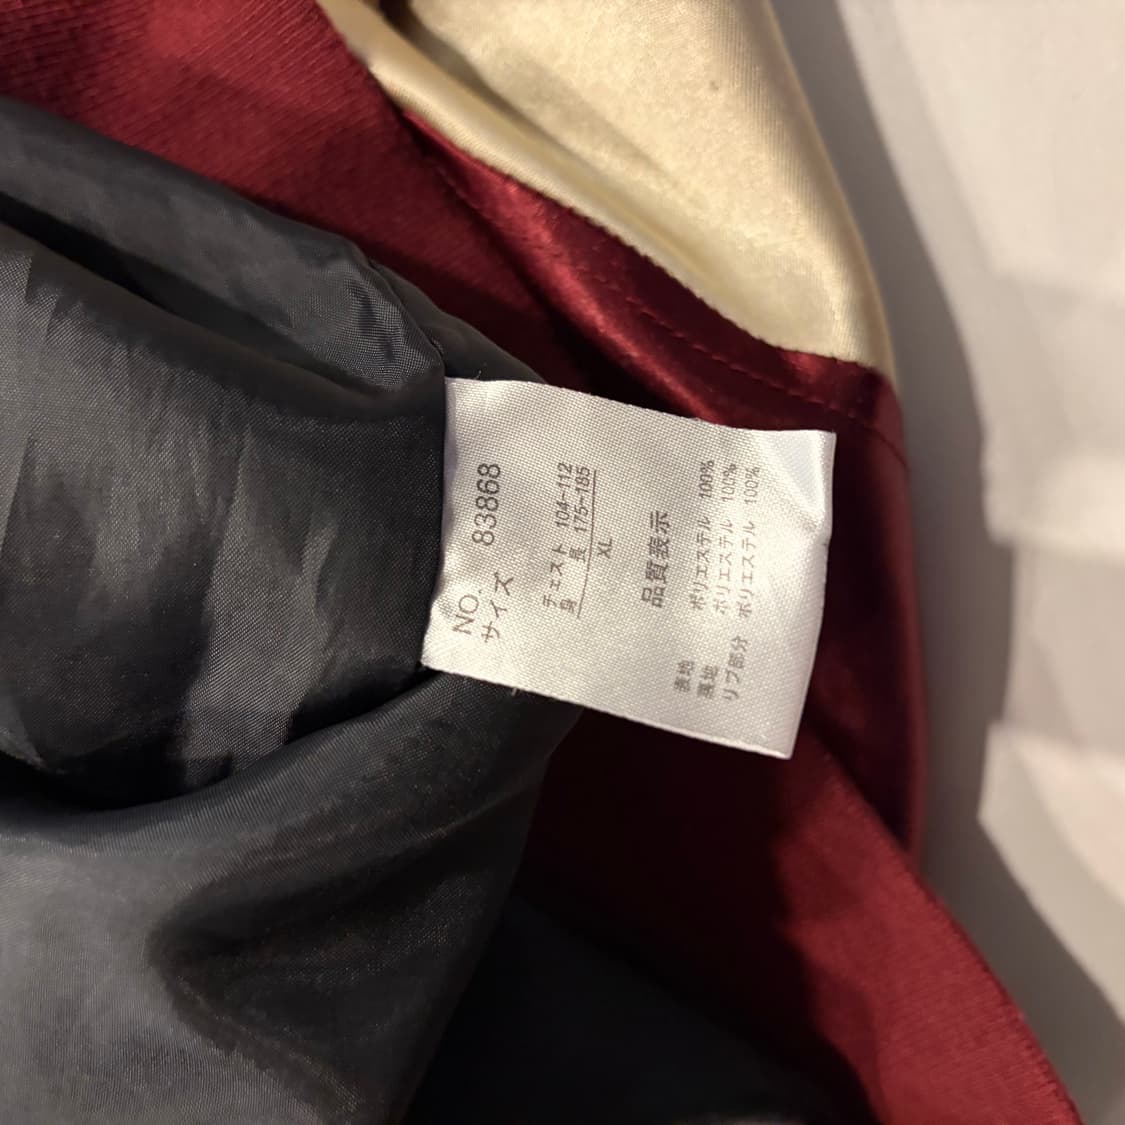 NO. 83868
サイズ
チェスト 104~112
身 長 175~185
XL
品質表示
表地 ポリエステル 100%
裏地 ポリエステル 100%
リブ部分 ポリエステル 100%